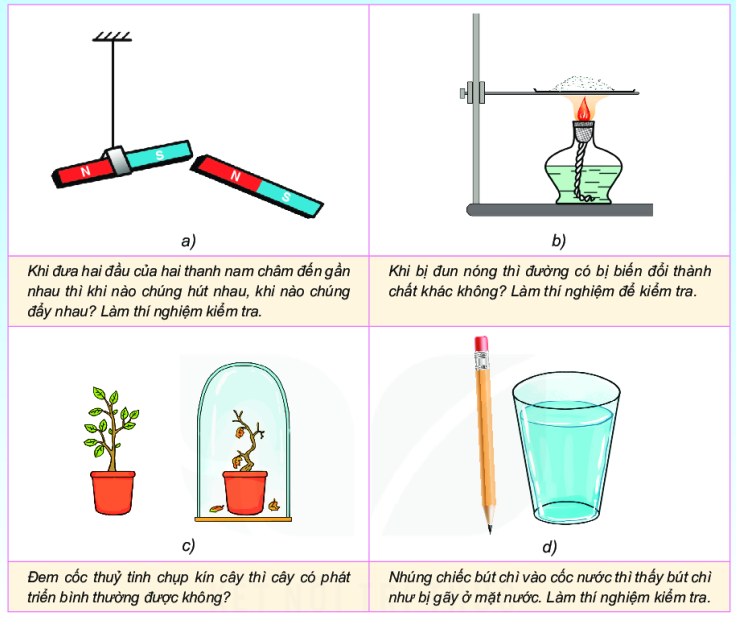 N
S
N
S
a)
b)
Khi đưa hai đầu của hai thanh nam châm đến gần
nhau thì khi nào chúng hút nhau, khi nào chúng
đẩy nhau? Làm thí nghiệm kiểm tra.
Khi bị đun nóng thì đường có bị biến đổi thành
chất khác không? Làm thí nghiệm để kiểm tra.
c)
d)
Đem cốc thuỷ tinh chụp kín cây thì cây có phát
triển bình thường được không?
Nhúng chiếc bút chì vào cốc nước thì thấy bút chì
như bị gãy ở mặt nước. Làm thí nghiệm kiểm tra.